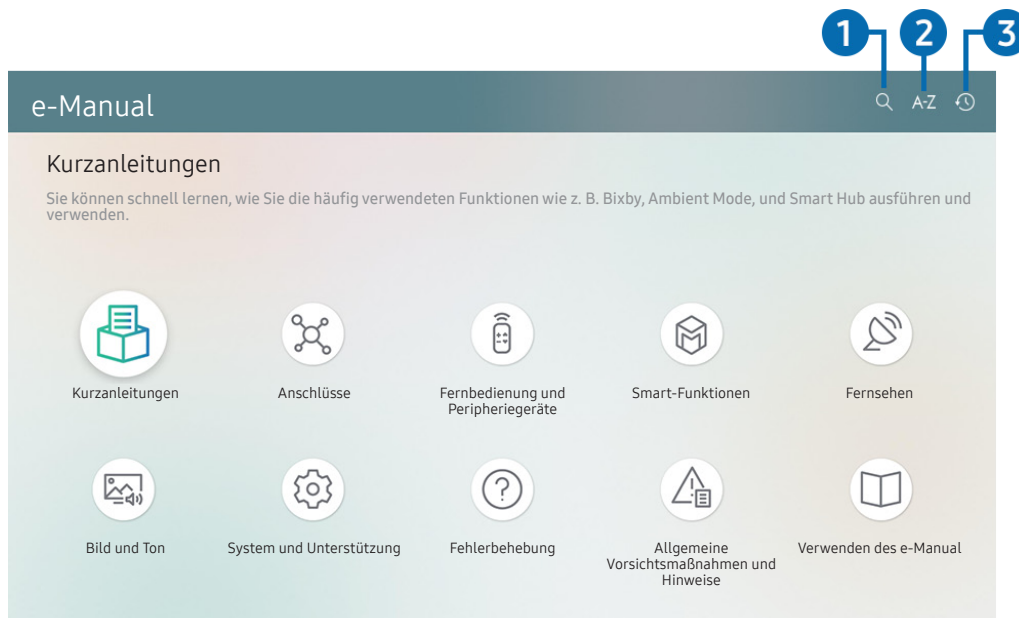 1 2 3
e-Manual A-Z
Kurzanleitungen
Sie können schnell lernen, wie Sie die häufig verwendeten Funktionen wie z. B. Bixby, Ambient Mode, und Smart Hub ausführen und
verwenden.
Kurzanleitungen Anschlüsse Fernbedienung und Smart-Funktionen Fernsehen
Peripheriegeräte
Bild und Ton System und Unterstützung Fehlerbehebung Allgemeine Verwenden des e-Manual
Vorsichtsmaßnahmen und
Hinweise